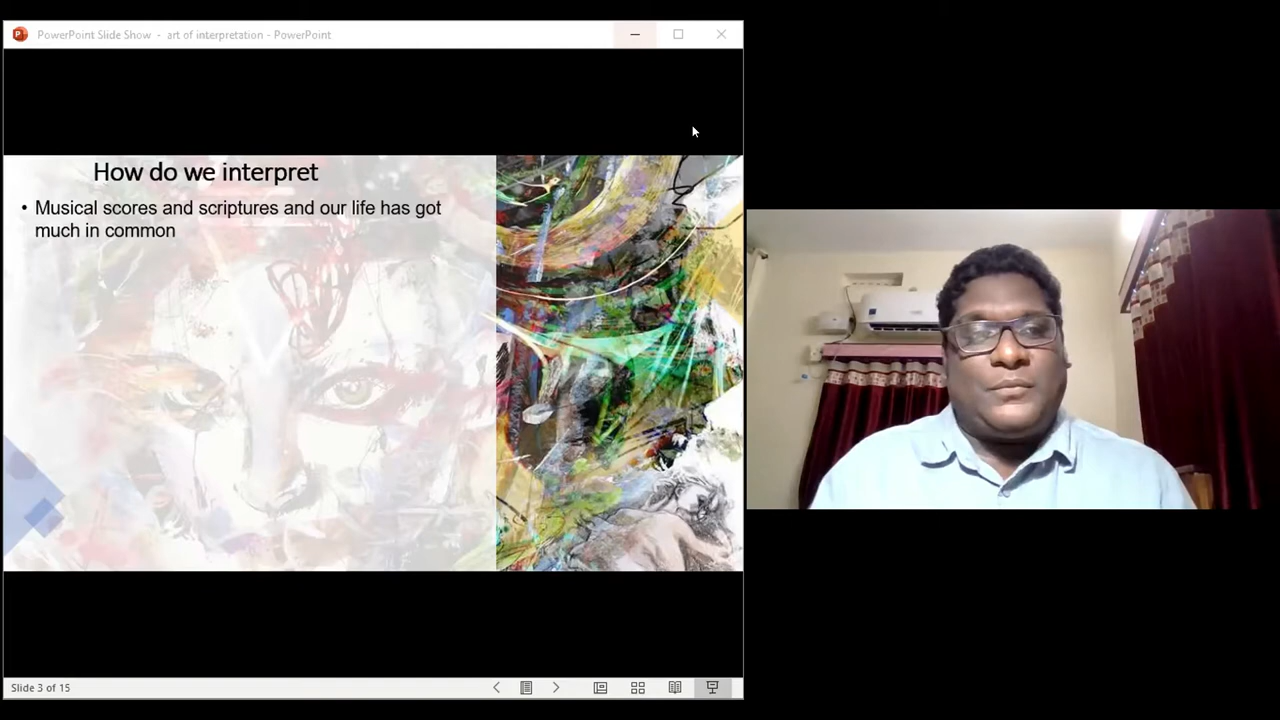 PowerPoint Slide Show - art of interpretation - PowerPoint
How do we interpret
• Musical scores and scriptures and our life has got
much in common
Slide 3 of 15